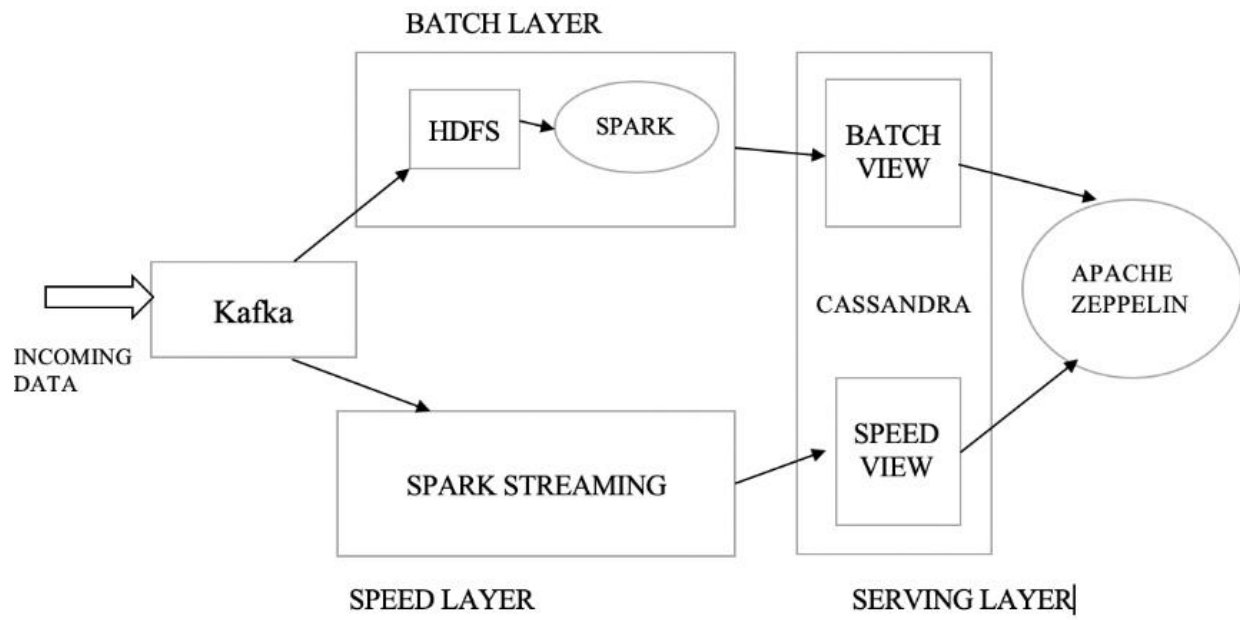 BATCH LAYER
HDFS
SPARK
BATCH
VIEW
Kafka
INCOMING
DATA
CASSANDRA
APACHE
ZEPPELIN
SPARK STREAMING
SPEED
VIEW
SPEED LAYER
SERVING LAYER